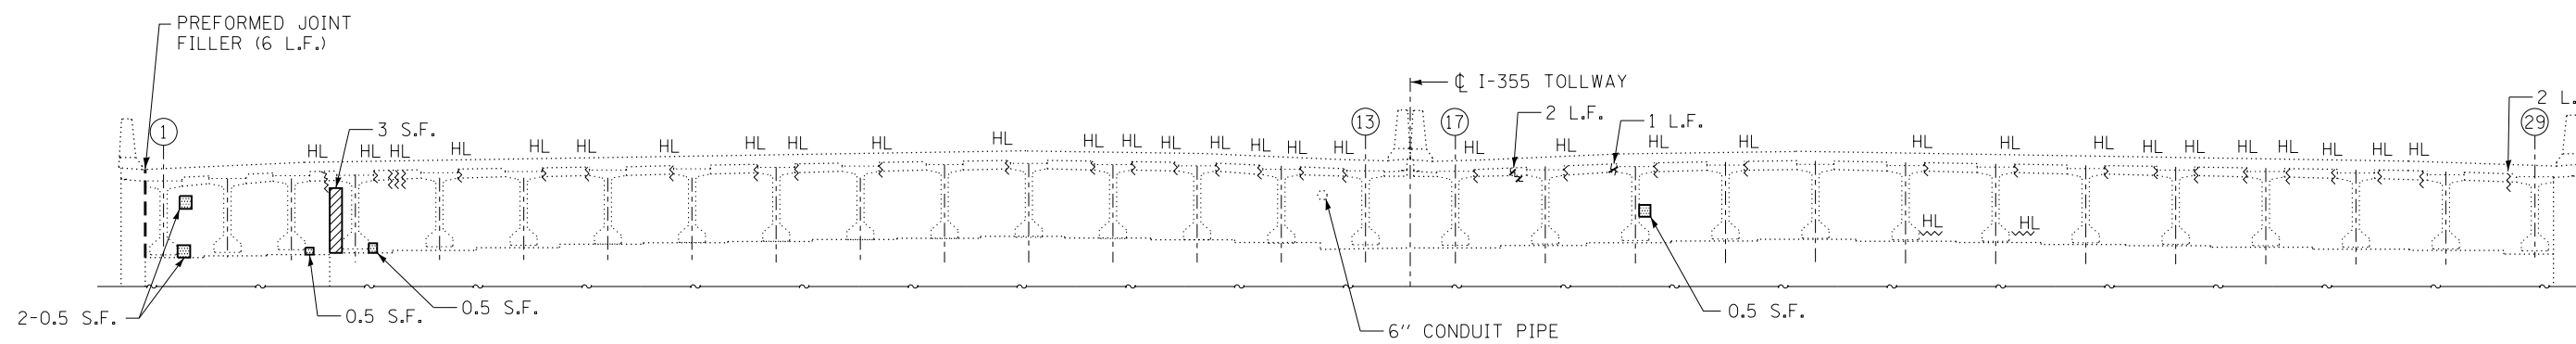 PREFORMED JOINT
FILLER (6 L.F.)
℄ I-355 TOLLWAY
1
3 S.F.
13
17
2 L.F.
1 L.F.
2 L.
29
HL HL HL HL HL HL HL HL HL HL HL HL HL HL HL HL HL HL HL HL HL HL HL HL HL HL HL HL HL HL HL HL
HL HL
2-0.5 S.F.
0.5 S.F.
0.5 S.F.
6" CONDUIT PIPE
0.5 S.F.